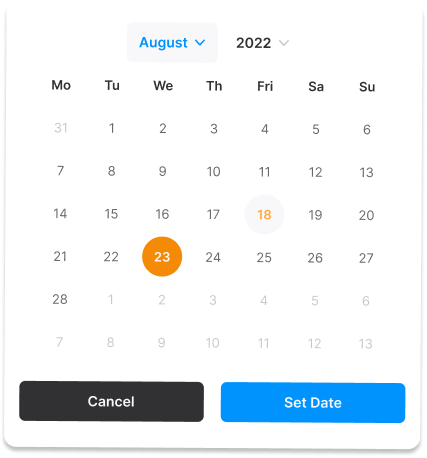 August 2022
Mo Tu We Th Fri Sa Su
31 1 2 3 4 5 6
7 8 9 10 11 12 13
14 15 16 17 18 19 20
21 22 23 24 25 26 27
28 1 2 3 4 5 6
7 8 9 10 11 12 13
Cancel Set Date